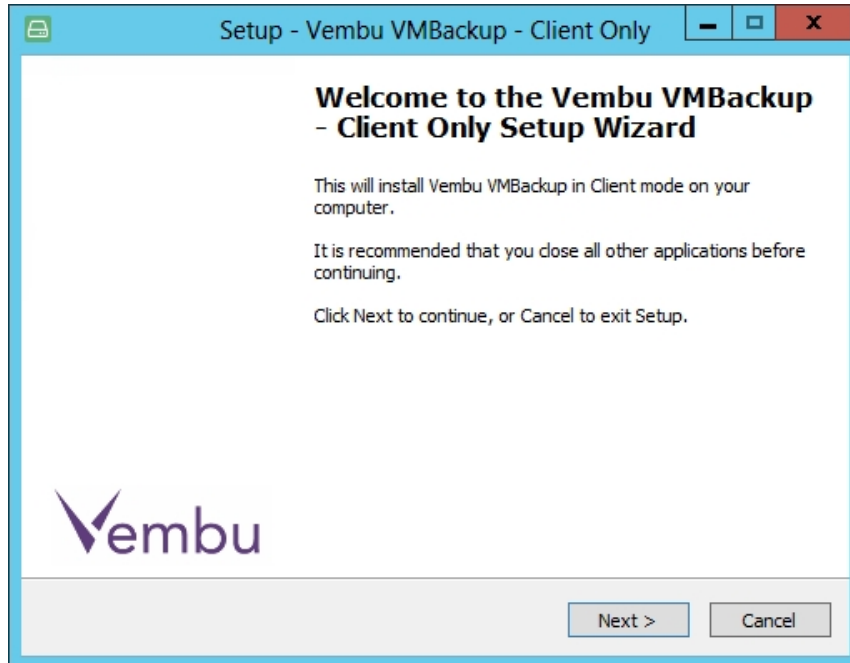 Setup - Vembu VMBackup - Client Only
x
Welcome to the Vembu VMBackup
- Client Only Setup Wizard
This will install Vembu VMBackup in Client mode on your
computer.
It is recommended that you close all other applications before
continuing.
Click Next to continue, or Cancel to exit Setup.
Vembu
Next >
Cancel